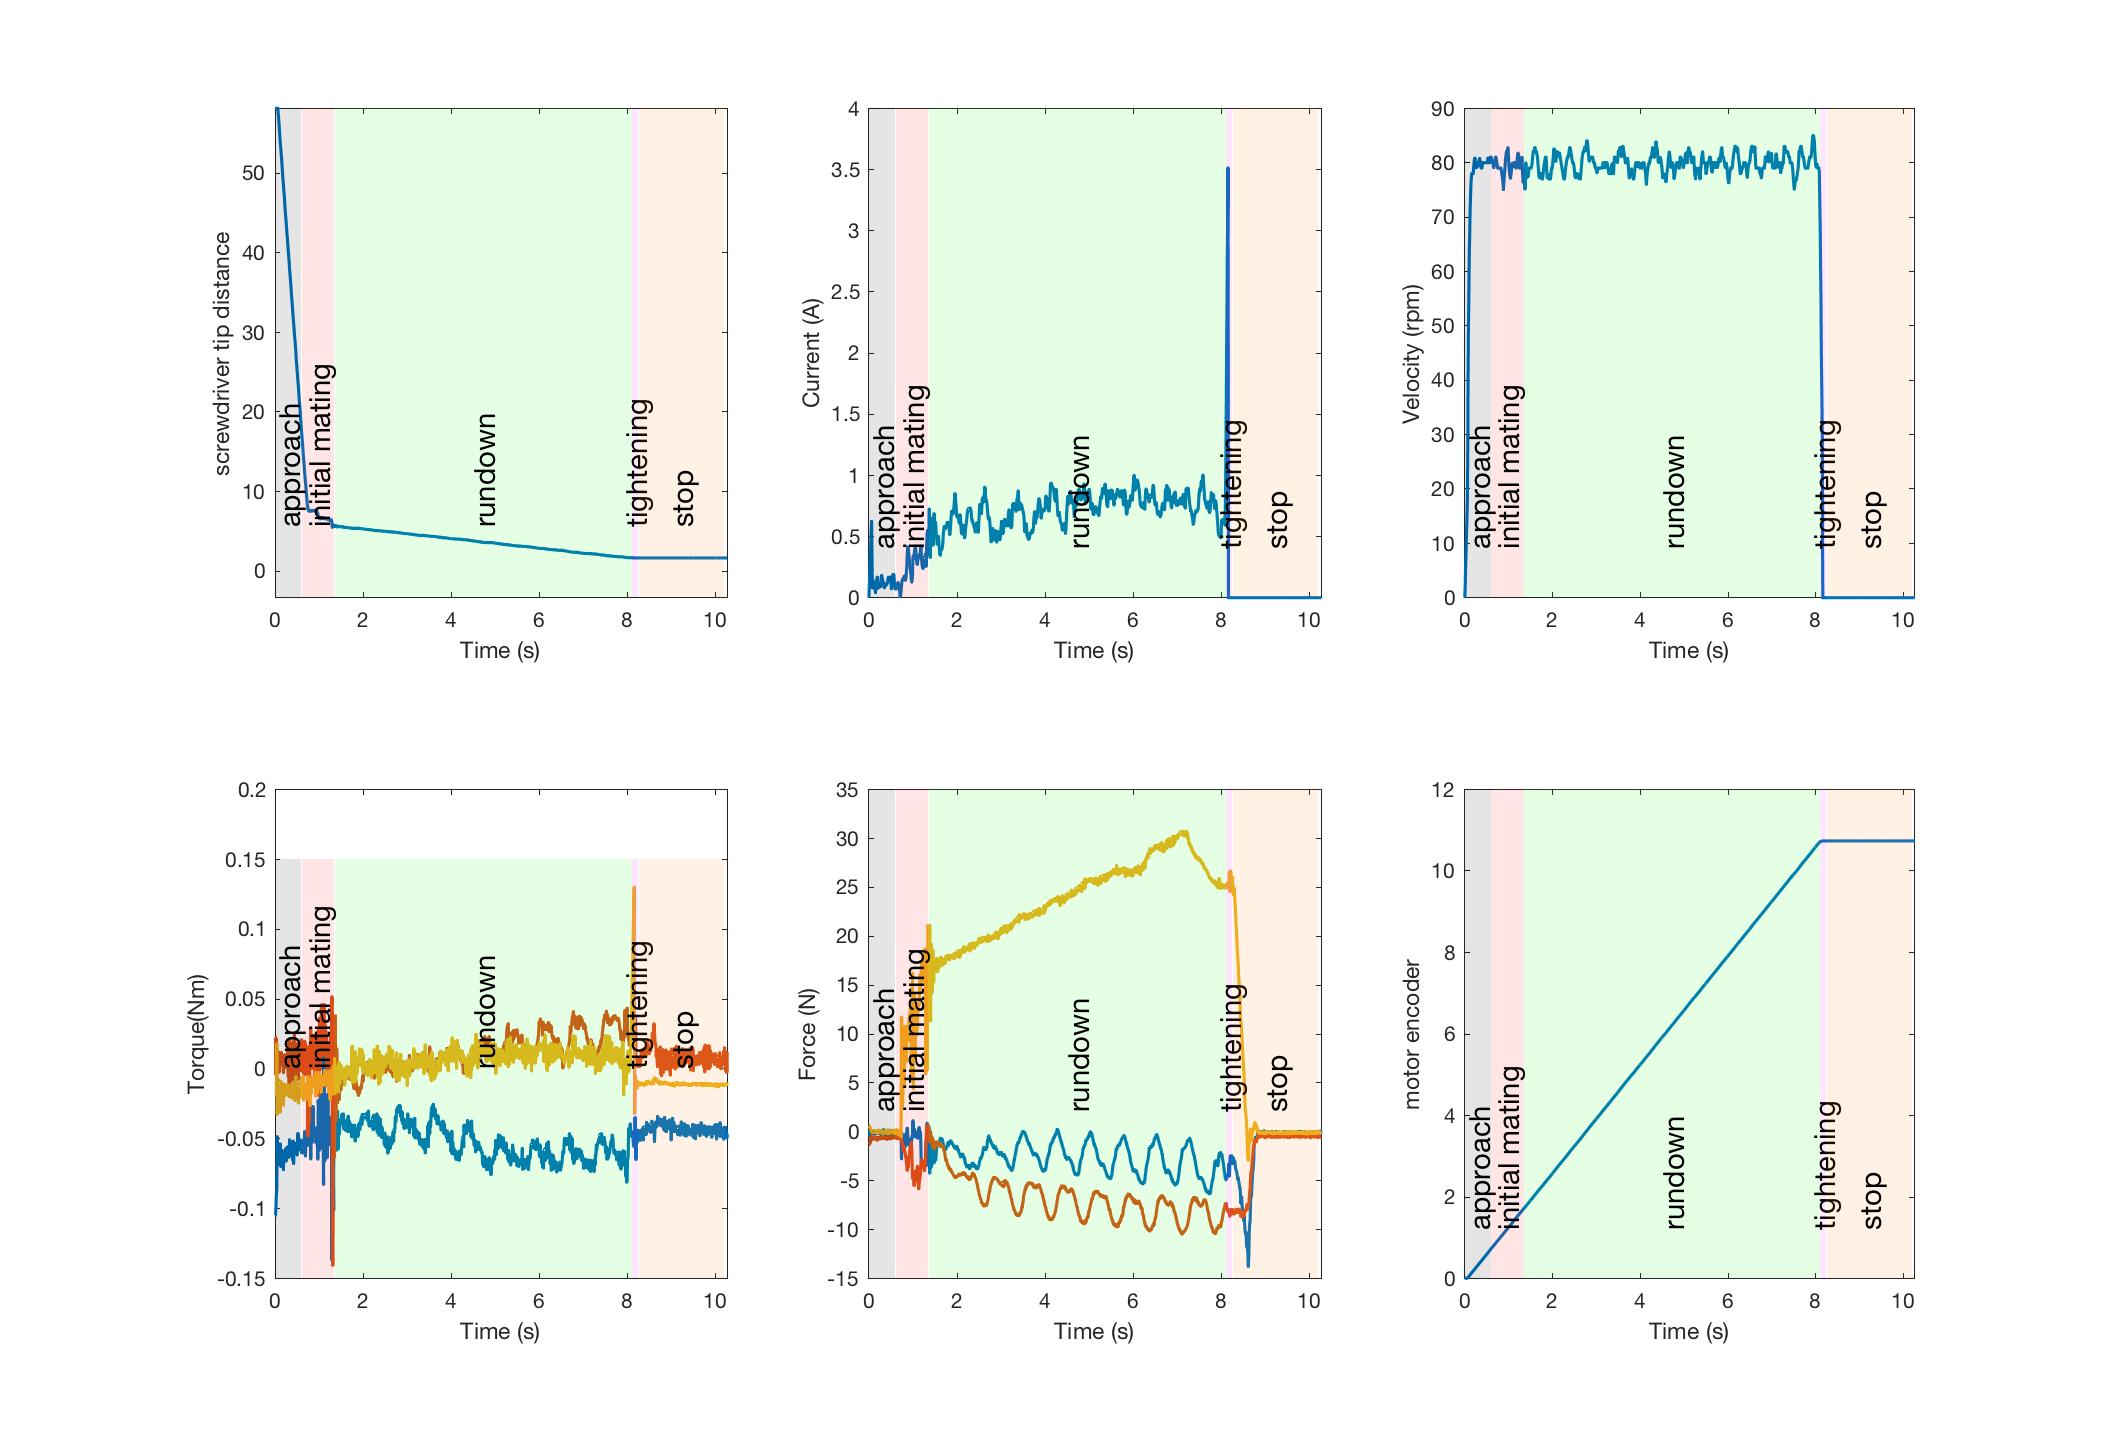 screwdriver tip distance
50
40
30
20
10
0
approach
initial mating
rundown
tightening
stop
0 2 4 6 8 10
Time (s)
Current (A)
4
3.5
3
2.5
2
1.5
1
0.5
0
approach
initial mating
rundown
tightening
stop
0 2 4 6 8 10
Time (s)
Velocity (rpm)
90
80
70
60
50
40
30
20
10
0
approach
initial mating
rundown
tightening
stop
0 2 4 6 8 10
Time (s)
Torque(Nm)
0.2
0.15
0.1
0.05
0
-0.05
-0.1
-0.15
approach
initial mating
rundown
tightening
stop
0 2 4 6 8 10
Time (s)
Force (N)
35
30
25
20
15
10
5
0
-5
-10
-15
approach
initial mating
rundown
tightening
stop
0 2 4 6 8 10
Time (s)
motor encoder
12
10
8
6
4
2
0
approach
initial mating
rundown
tightening
stop
0 2 4 6 8 10
Time (s)